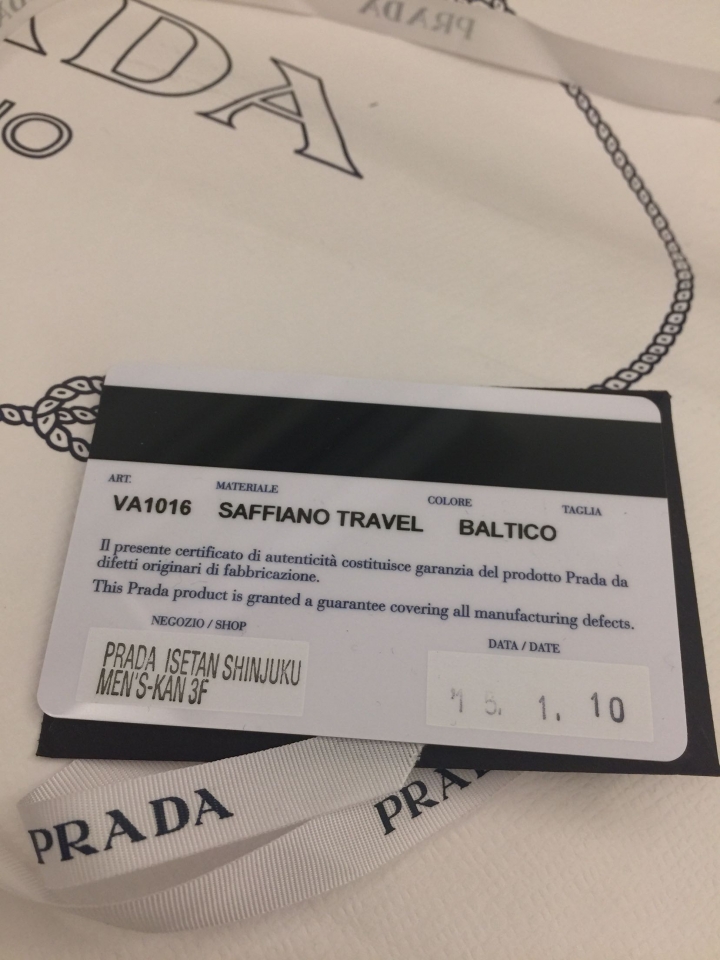 PRADA
ADA
ART. MATERIALE COLORE TAGLIA
VA1016 SAFFIANO TRAVEL BALTICO
Il presente certificato di autenticità costituisce garanzia del prodotto Prada da
difetti originari di fabbricazione.
This Prada product is granted a guarantee covering all manufacturing defects.
NEGOZIO / SHOP
DATA / DATE
PRADA ISETAN SHINJUKU
MEN'S-KAN 3F
15. 1. 10
PRADA
PRA